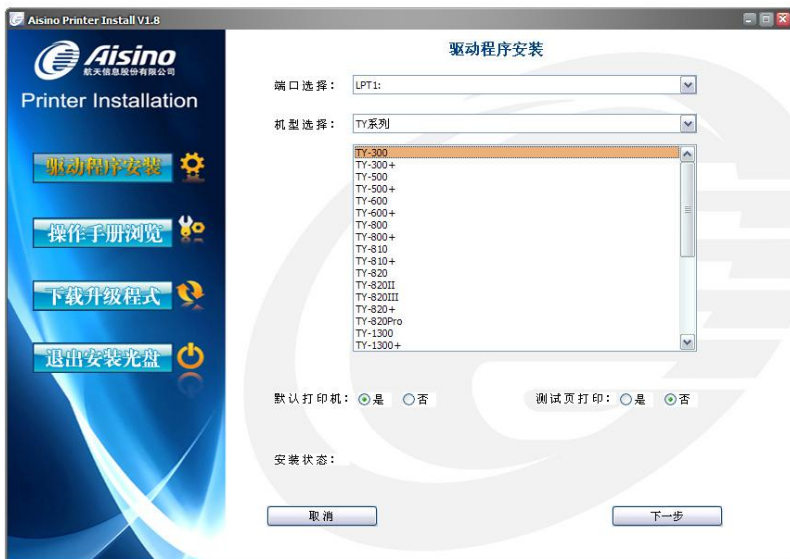 Aisino Printer Install V1.8
Aisino
航天信息股份有限公司
Printer Installation
驱动程序安装
操作手册浏览
下载升级程式
退出安装光盘
驱动程序安装
端口选择： LPT1:
机型选择： TY系列
TY-300
TY-300+
TY-500
TY-500+
TY-600
TY-600+
TY-800
TY-800+
TY-810
TY-810+
TY-820
TY-820II
TY-820III
TY-820+
TY-820Pro
TY-1300
TY-1300+
默认打印机： 是 否 测试页打印： 是 否
安装状态：
取消 下一步